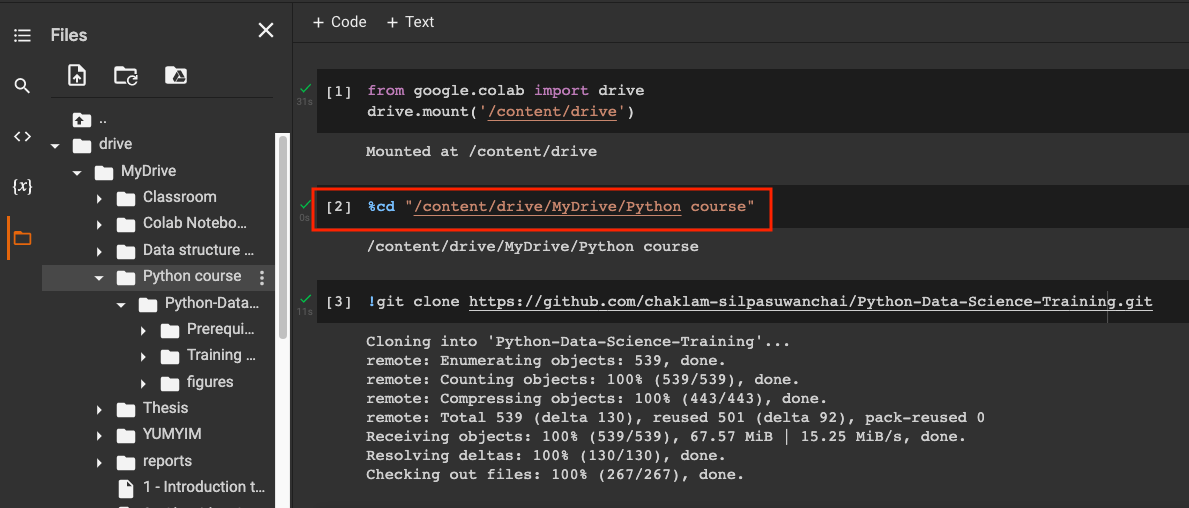 Files
+ Code + Text
..
drive
MyDrive
Classroom
Colab Notebo...
Data structure ...
Python course
Python-Data...
Prerequi...
Training ...
figures
Thesis
YUMYIM
reports
1 - Introduction t...
{x}
31s
[1] from google.colab import drive
drive.mount('/content/drive')
Mounted at /content/drive
0s
[2] %cd "/content/drive/MyDrive/Python course"
/content/drive/MyDrive/Python course
11s
[3] !git clone https://github.com/chaklam-silpasuwanchai/Python-Data-Science-Training.git
Cloning into 'Python-Data-Science-Training'...
remote: Enumerating objects: 539, done.
remote: Counting objects: 100% (539/539), done.
remote: Compressing objects: 100% (443/443), done.
remote: Total 539 (delta 130), reused 501 (delta 92), pack-reused 0
Receiving objects: 100% (539/539), 67.57 MiB | 15.25 MiB/s, done.
Resolving deltas: 100% (130/130), done.
Checking out files: 100% (267/267), done.